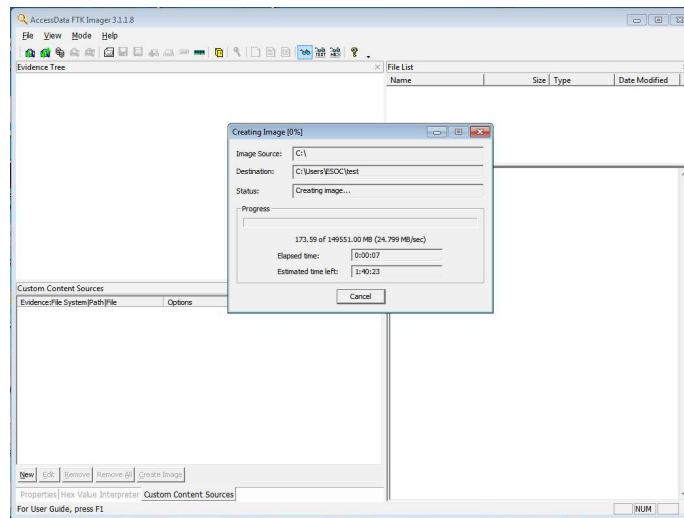 AccessData FTK Imager 3.1.1.8
File View Mode Help
Evidence Tree
File List
Name Size Type Date Modified
Creating Image [0%]
Image Source: C:\
Destination: C:\Users\ESOC\test
Status: Creating image...
Progress
173.59 of 149551.00 MB (24.799 MB/sec)
Elapsed time: 0:00:07
Estimated time left: 1:40:23
Cancel
Custom Content Sources
Evidence:File System|Path|File Options
New Edit Remove Remove All Create Image
Properties Hex Value Interpreter Custom Content Sources
For User Guide, press F1
NUM